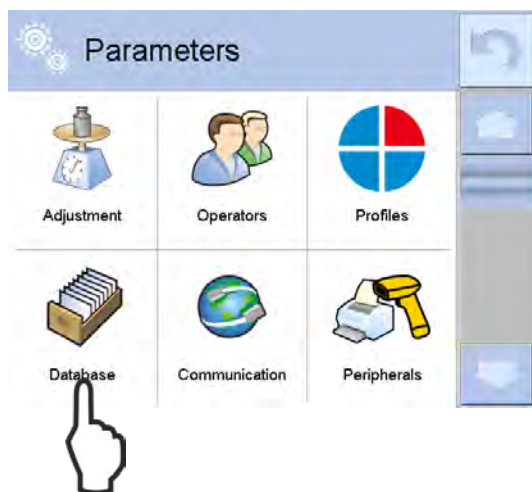 Parameters
Adjustment
Operators
Profiles
Database
Communication
Peripherals